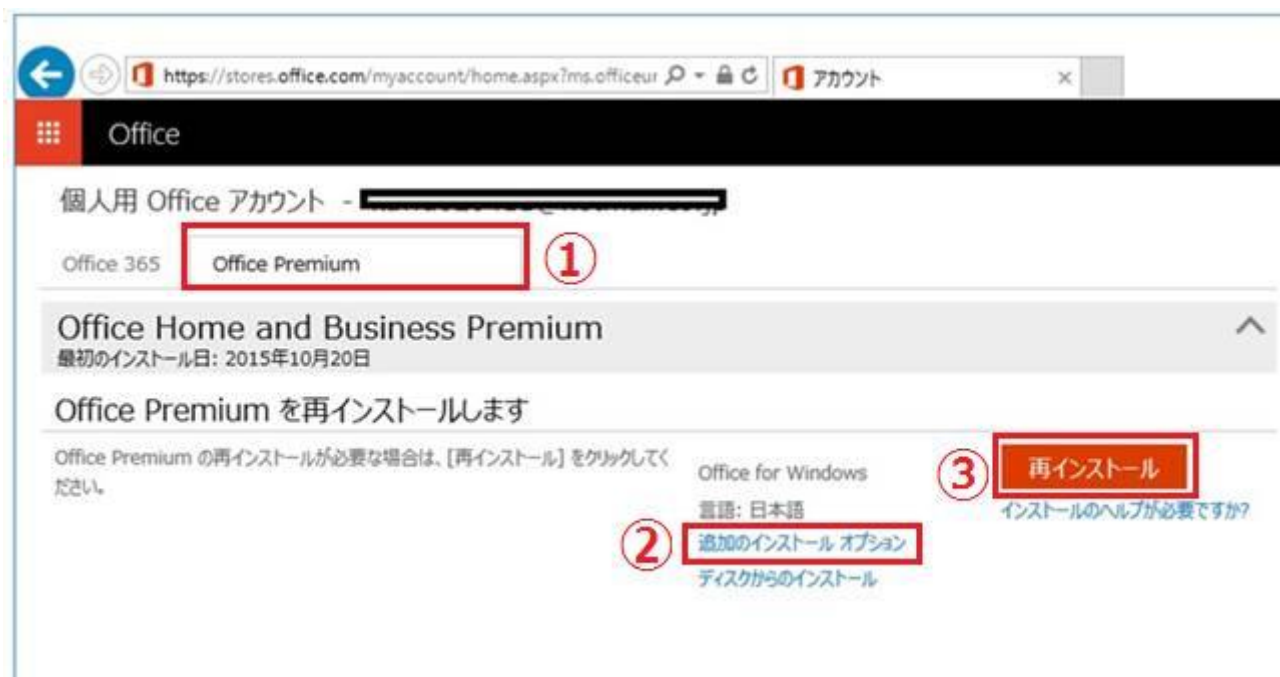 https://stores.office.com/myaccount/home.aspx?ms.officeur
アカウント
Office
個人用 Office アカウント -
Office 365
Office Premium
①
Office Home and Business Premium
最初のインストール日: 2015年10月20日
Office Premium を再インストールします
Office Premium の再インストールが必要な場合は、[再インストール] をクリックしてく
ださい。
Office for Windows
言語: 日本語
②
追加のインストール オプション
ディスクからのインストール
③
再インストール
インストールのヘルプが必要ですか?